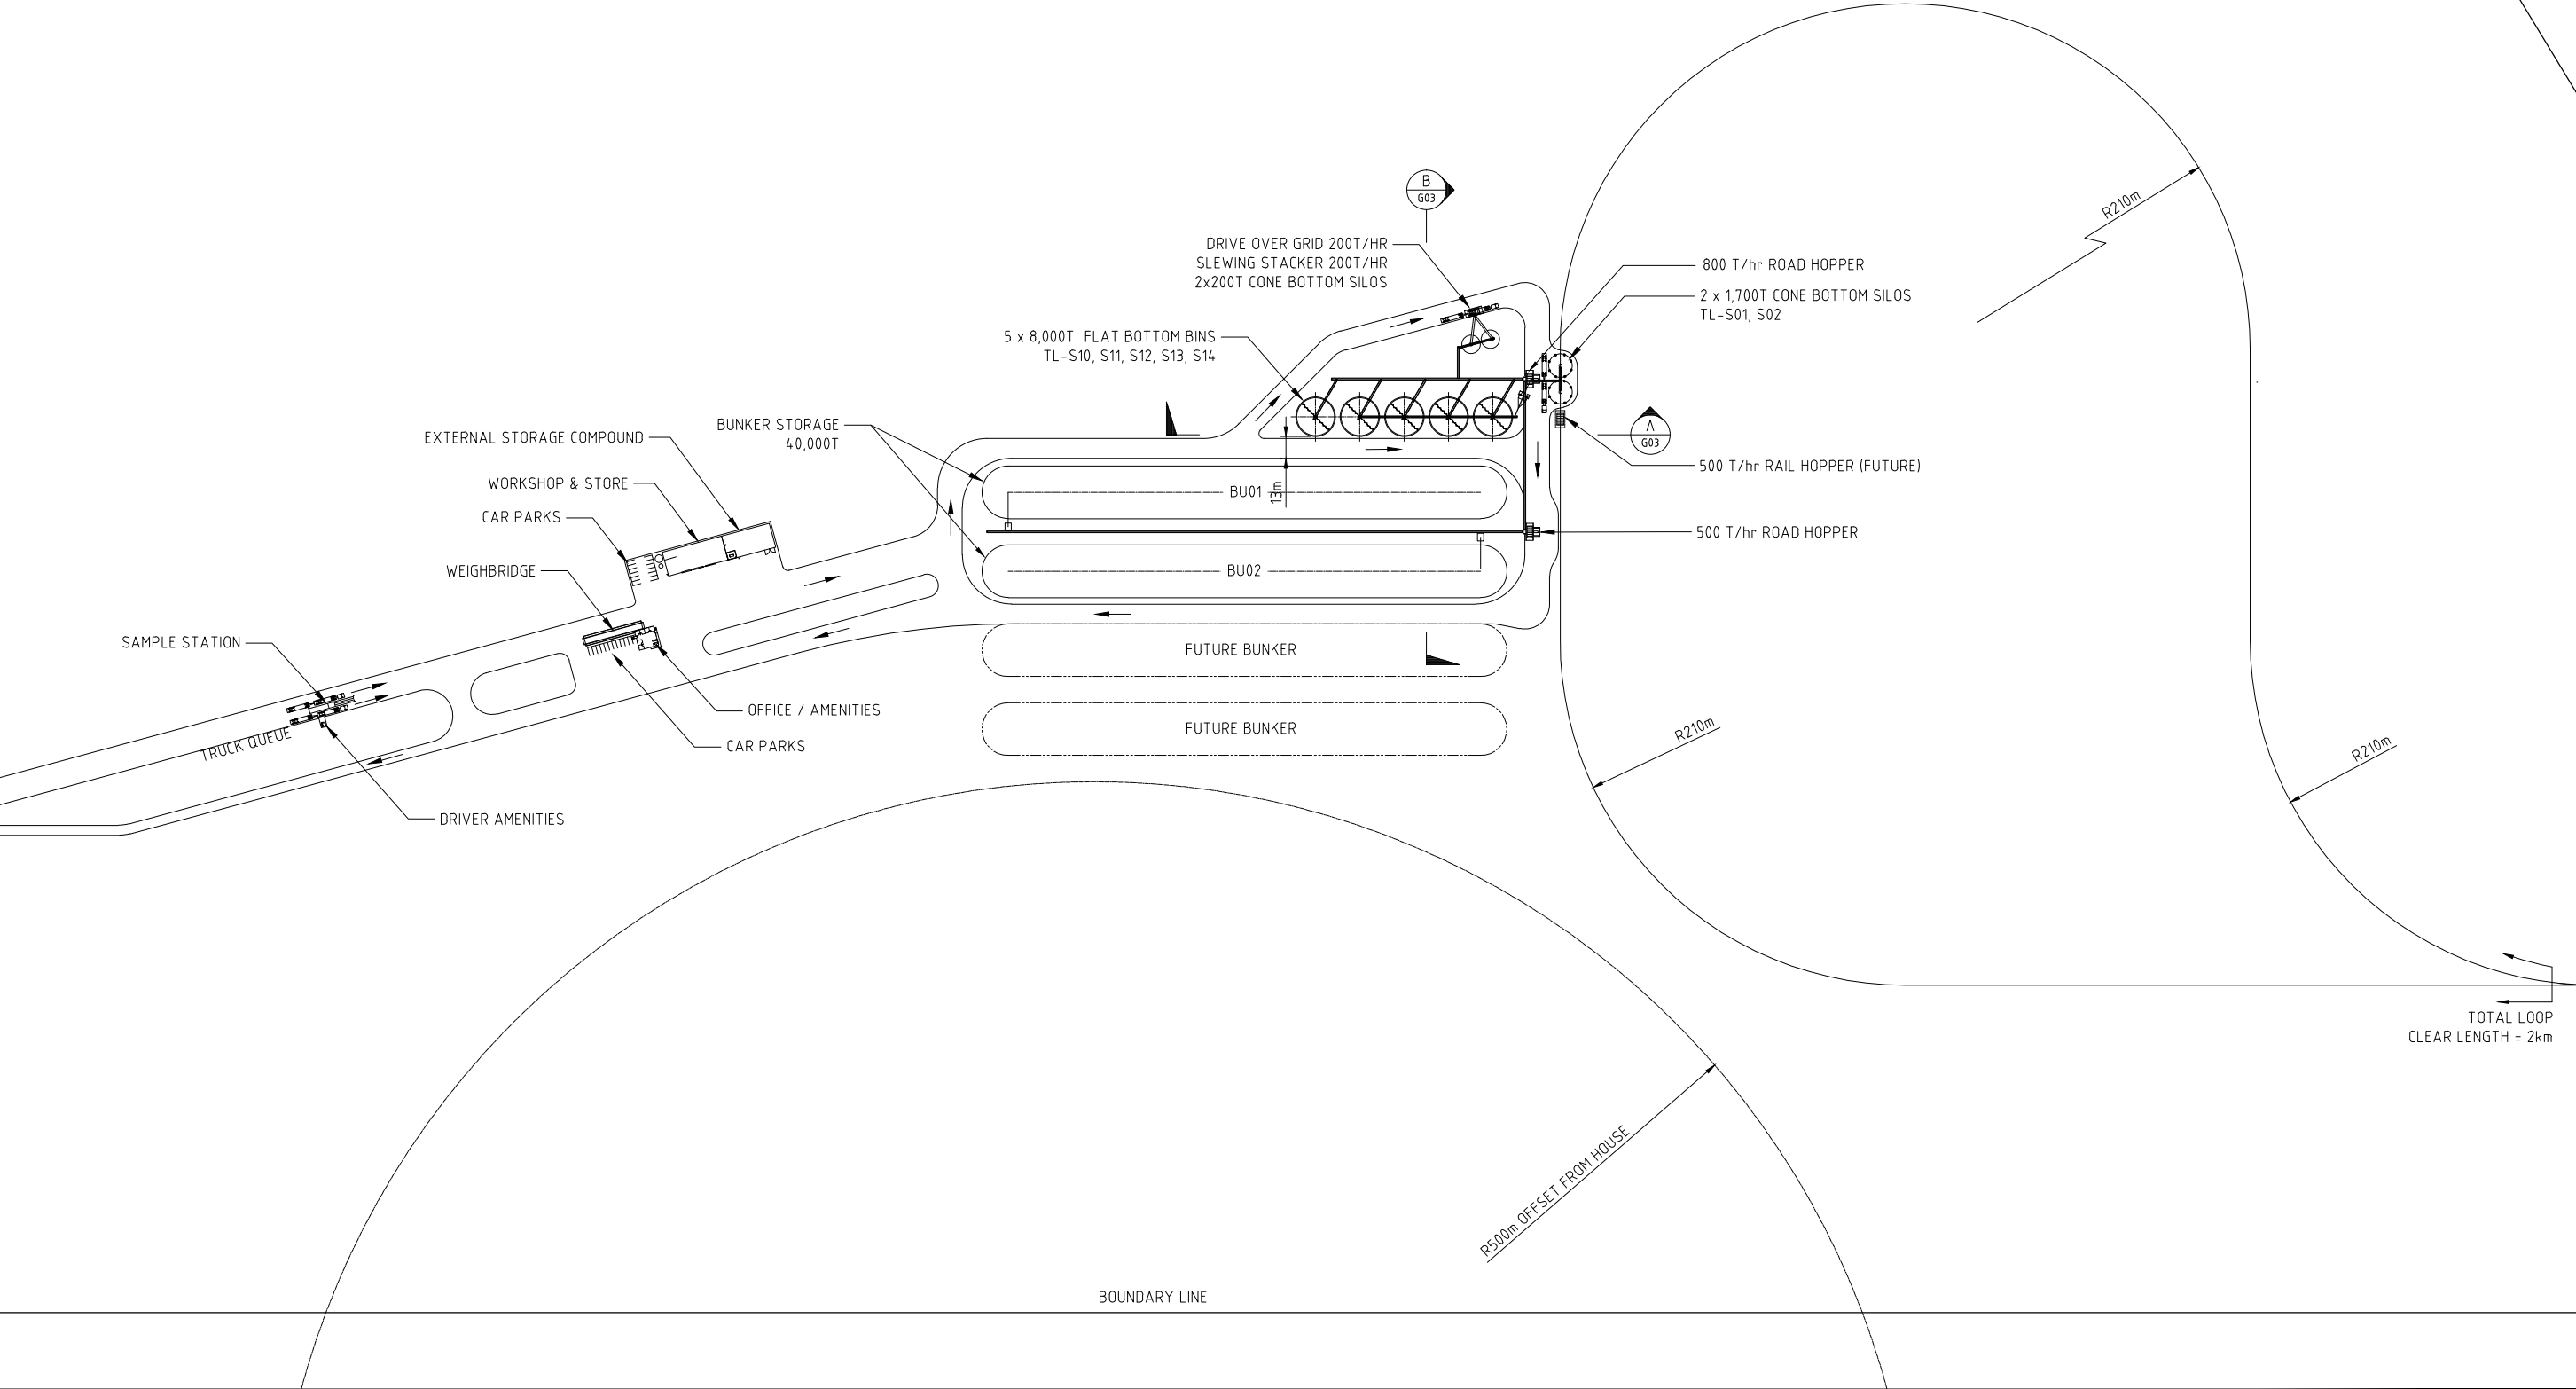 B
G03
R210m
DRIVE OVER GRID 200T/HR
SLEWING STACKER 200T/HR
2x200T CONE BOTTOM SILOS
800 T/hr ROAD HOPPER
2 x 1,700T CONE BOTTOM SILOS
TL-S01, S02
5 x 8,000T FLAT BOTTOM BINS
TL-S10, S11, S12, S13, S14
BUNKER STORAGE
40,000T
A
G03
EXTERNAL STORAGE COMPOUND
500 T/hr RAIL HOPPER (FUTURE)
WORKSHOP & STORE
BU01
13m
CAR PARKS
500 T/hr ROAD HOPPER
WEIGHBRIDGE
BU02
SAMPLE STATION
FUTURE BUNKER
OFFICE / AMENITIES
FUTURE BUNKER
R210m
TRUCK QUEUE
CAR PARKS
R210m
DRIVER AMENITIES
TOTAL LOOP
CLEAR LENGTH = 2km
R500m OFFSET FROM HOUSE
BOUNDARY LINE